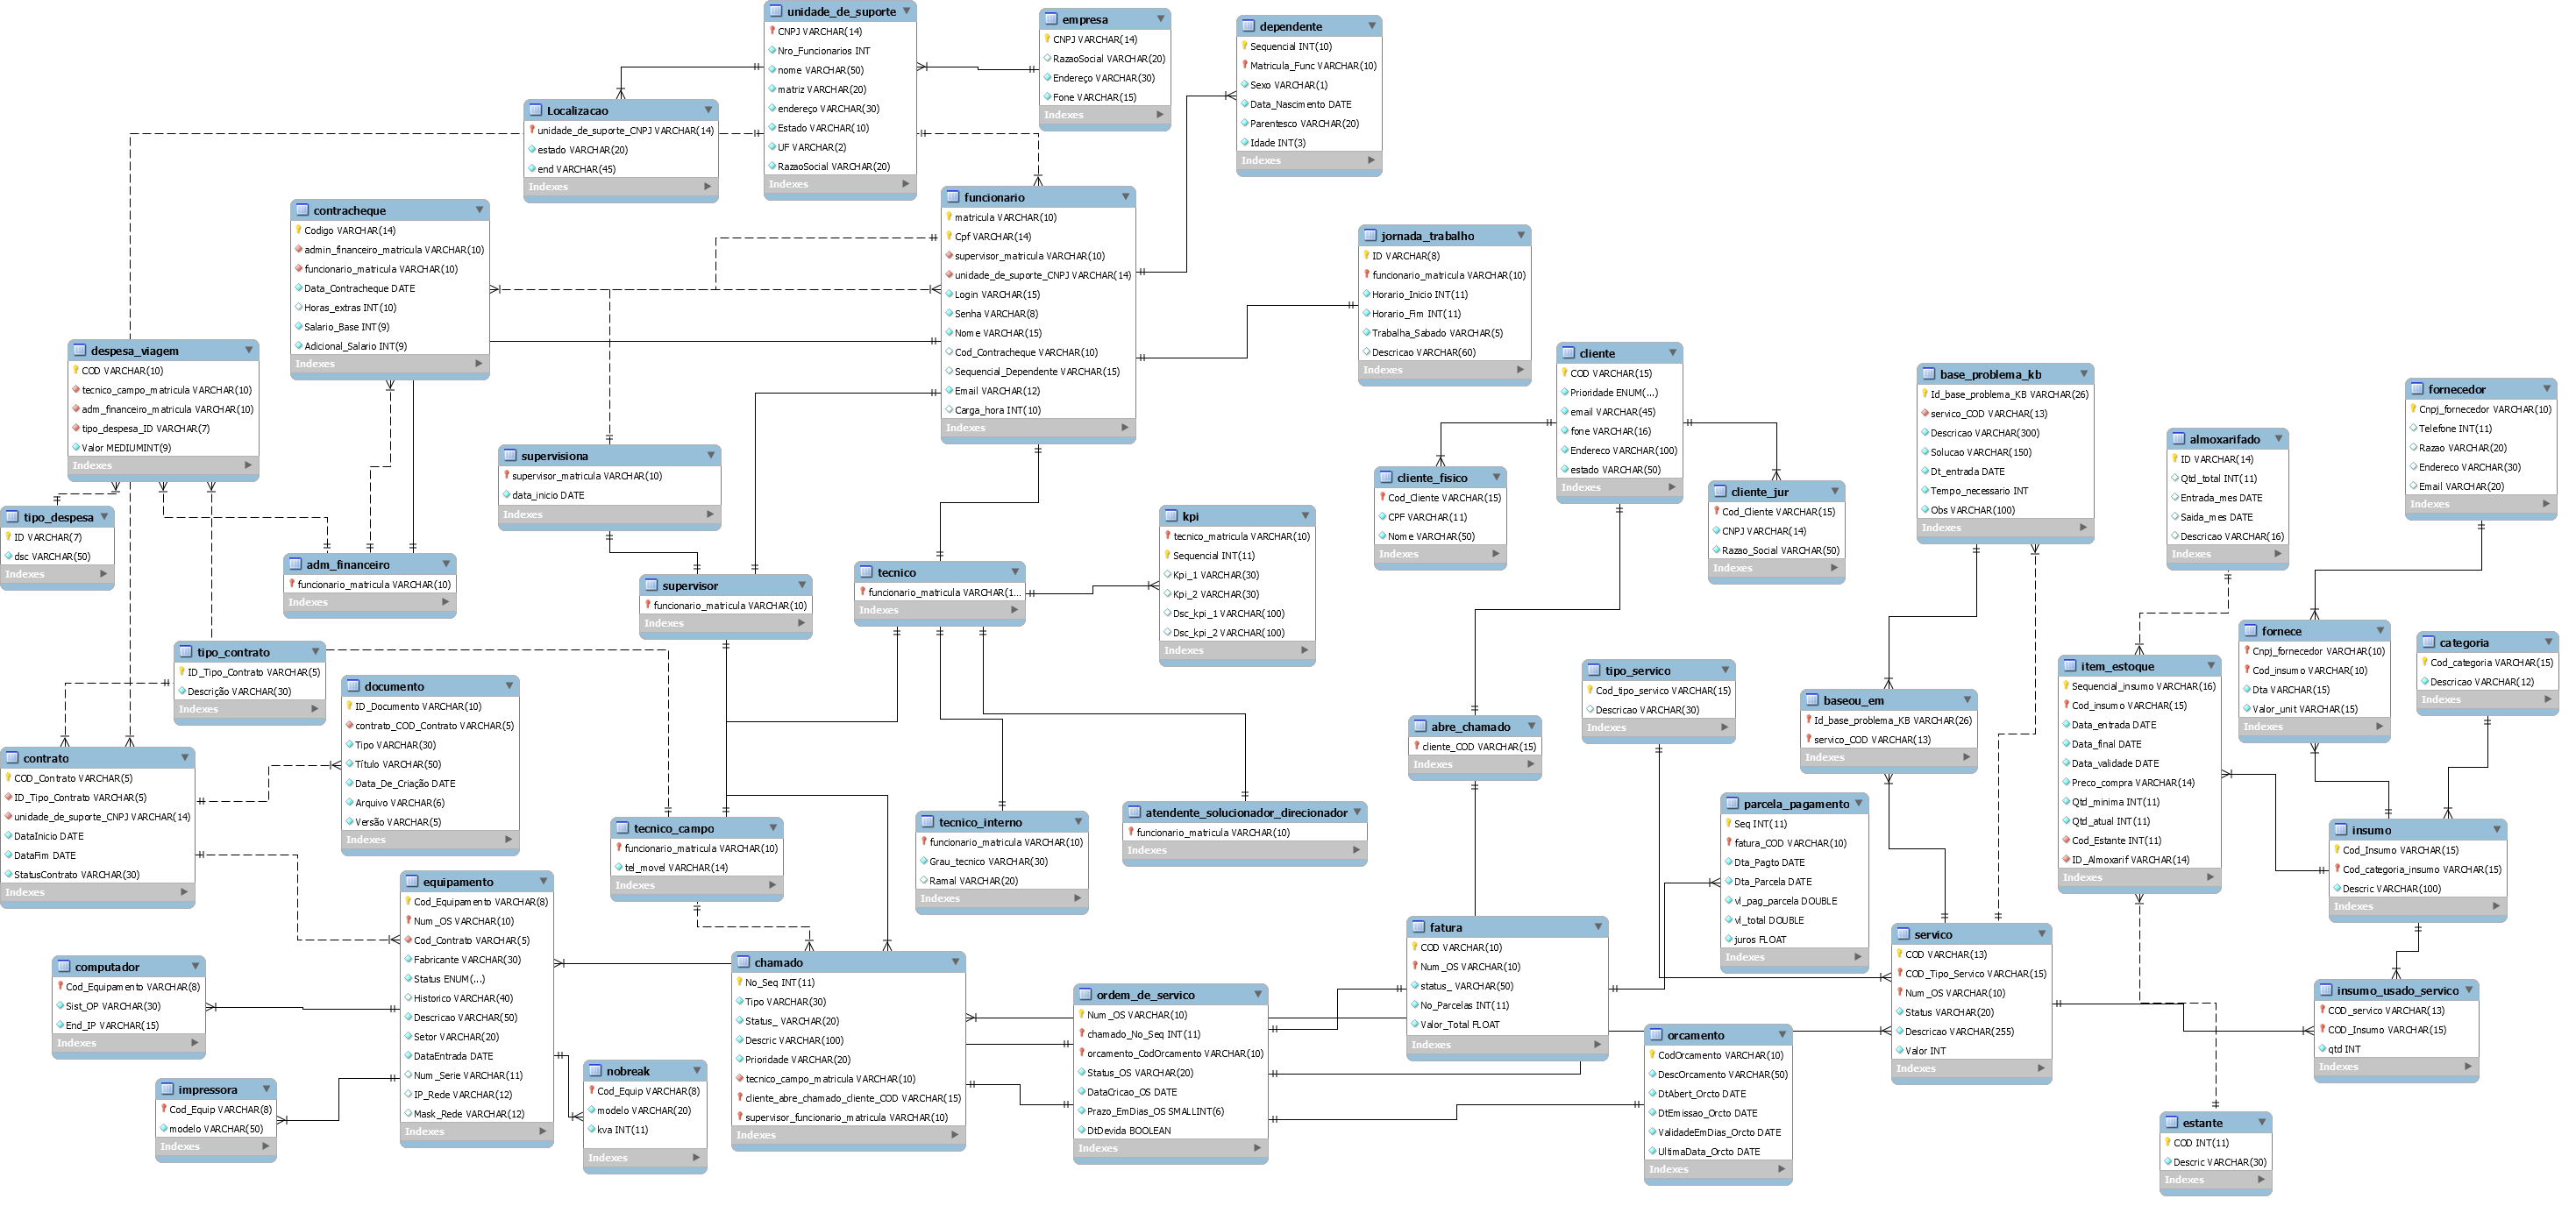 unidade_de_suporte
CNPJ VARCHAR(14)
Nro_Funcionarios INT
nome VARCHAR(50)
matriz VARCHAR(20)
endereço VARCHAR(30)
Estado VARCHAR(10)
UF VARCHAR(2)
RazaoSocial VARCHAR(20)
Indexes
empresa
CNPJ VARCHAR(14)
RazaoSocial VARCHAR(20)
Endereço VARCHAR(30)
Fone VARCHAR(15)
Indexes
dependente
Sequencial INT(10)
Matricula_Func VARCHAR(10)
Sexo VARCHAR(1)
Data_Nascimento DATE
Parentesco VARCHAR(20)
Idade INT(3)
Indexes
Localizacao
unidade_de_suporte_CNPJ VARCHAR(14)
estado VARCHAR(20)
end VARCHAR(45)
Indexes
contracheque
Codigo VARCHAR(14)
admin_financeiro_matricula VARCHAR(10)
funcionario_matricula VARCHAR(10)
Data_Contracheque DATE
Horas_extras INT(10)
Salario_Base INT(9)
Adicional_Salario INT(9)
Indexes
funcionario
matricula VARCHAR(10)
Cpf VARCHAR(14)
supervisor_matricula VARCHAR(10)
unidade_de_suporte_CNPJ VARCHAR(14)
Login VARCHAR(15)
Senha VARCHAR(8)
Nome VARCHAR(15)
Cod_Contracheque VARCHAR(10)
Sequencial_Dependente VARCHAR(15)
Email VARCHAR(12)
Carga_hora INT(10)
Indexes
jornada_trabalho
ID VARCHAR(8)
funcionario_matricula VARCHAR(10)
Horario_Inicio INT(11)
Horario_Fim INT(11)
Trabalha_Sabado VARCHAR(5)
Descricao VARCHAR(60)
Indexes
despesa_viagem
COD VARCHAR(10)
tecnico_campo_matricula VARCHAR(10)
adm_financeiro_matricula VARCHAR(10)
tipo_despesa_ID VARCHAR(7)
Valor MEDIUMINT(9)
Indexes
cliente
COD VARCHAR(15)
Prioridade ENUM(...)
email VARCHAR(45)
fone VARCHAR(16)
Endereco VARCHAR(100)
estado VARCHAR(50)
Indexes
base_problema_kb
Id_base_problema_KB VARCHAR(26)
servico_COD VARCHAR(13)
Descricao VARCHAR(300)
Solucao VARCHAR(150)
Dt_entrada DATE
Tempo_necessario INT
Obs VARCHAR(100)
Indexes
fornecedor
Cnpj_fornecedor VARCHAR(10)
Telefone INT(11)
Razao VARCHAR(20)
Endereco VARCHAR(30)
Email VARCHAR(20)
Indexes
almoxarifado
ID VARCHAR(14)
Qtd_total INT(11)
Entrada_mes DATE
Saida_mes DATE
Descricao VARCHAR(16)
Indexes
supervisiona
supervisor_matricula VARCHAR(10)
data_inicio DATE
Indexes
cliente_fisico
Cod_Cliente VARCHAR(15)
CPF VARCHAR(11)
Nome VARCHAR(50)
Indexes
cliente_jur
Cod_Cliente VARCHAR(15)
CNPJ VARCHAR(14)
Razao_Social VARCHAR(50)
Indexes
tipo_despesa
ID VARCHAR(7)
dsc VARCHAR(50)
Indexes
kpi
tecnico_matricula VARCHAR(10)
Sequencial INT(11)
Kpi_1 VARCHAR(30)
Kpi_2 VARCHAR(30)
Dsc_kpi_1 VARCHAR(100)
Dsc_kpi_2 VARCHAR(100)
Indexes
adm_financeiro
funcionario_matricula VARCHAR(10)
Indexes
supervisor
funcionario_matricula VARCHAR(10)
Indexes
tecnico
funcionario_matricula VARCHAR(1...
Indexes
tipo_contrato
ID_Tipo_Contrato VARCHAR(5)
Descrição VARCHAR(30)
Indexes
documento
ID_Documento VARCHAR(10)
contrato_COD_Contrato VARCHAR(5)
Tipo VARCHAR(30)
Título VARCHAR(50)
Data_De_Criação DATE
Arquivo VARCHAR(6)
Versão VARCHAR(5)
Indexes
tipo_servico
Cod_tipo_servico VARCHAR(15)
Descricao VARCHAR(30)
Indexes
item_estoque
Sequencial_insumo VARCHAR(16)
Cod_insumo VARCHAR(15)
Data_entrada DATE
Data_final DATE
Data_validade DATE
Preco_compra VARCHAR(14)
Qtd_minima INT(11)
Qtd_atual INT(11)
Cod_Estante INT(11)
ID_Almoxarif VARCHAR(14)
Indexes
fornece
Cnpj_fornecedor VARCHAR(10)
Cod_insumo VARCHAR(10)
Dta VARCHAR(15)
Valor_unit VARCHAR(15)
Indexes
categoria
Cod_categoria VARCHAR(15)
Descricao VARCHAR(12)
Indexes
baseou_em
Id_base_problema_KB VARCHAR(26)
servico_COD VARCHAR(13)
Indexes
abre_chamado
cliente_COD VARCHAR(15)
Indexes
contrato
COD_Contrato VARCHAR(5)
ID_Tipo_Contrato VARCHAR(5)
unidade_de_suporte_CNPJ VARCHAR(14)
DataInicio DATE
DataFim DATE
StatusContrato VARCHAR(30)
Indexes
parcela_pagamento
Seq INT(11)
fatura_COD VARCHAR(10)
Dta_Pagto DATE
Dta_Parcela DATE
vl_pag_parcela DOUBLE
vl_total DOUBLE
juros FLOAT
Indexes
tecnico_campo
funcionario_matricula VARCHAR(10)
tel_movel VARCHAR(14)
Indexes
tecnico_interno
funcionario_matricula VARCHAR(10)
Grau_tecnico VARCHAR(30)
Ramal VARCHAR(20)
Indexes
atendente_solucionador_direcionador
funcionario_matricula VARCHAR(10)
Indexes
insumo
Cod_Insumo VARCHAR(15)
Cod_categoria_insumo VARCHAR(15)
Descric VARCHAR(100)
Indexes
equipamento
Cod_Equipamento VARCHAR(8)
Num_OS VARCHAR(10)
Cod_Contrato VARCHAR(5)
Fabricante VARCHAR(30)
Status ENUM(...)
Historico VARCHAR(40)
Descricao VARCHAR(50)
Setor VARCHAR(20)
DataEntrada DATE
Num_Serie VARCHAR(11)
IP_Rede VARCHAR(12)
Mask_Rede VARCHAR(12)
Indexes
fatura
COD VARCHAR(10)
Num_OS VARCHAR(10)
status_ VARCHAR(50)
No_Parcelas INT(11)
Valor_Total FLOAT
Indexes
servico
COD VARCHAR(13)
COD_Tipo_Servico VARCHAR(15)
Num_OS VARCHAR(10)
Status VARCHAR(20)
Descricao VARCHAR(255)
Valor INT
Indexes
computador
Cod_Equipamento VARCHAR(8)
Sist_OP VARCHAR(30)
End_IP VARCHAR(15)
Indexes
chamado
No_Seq INT(11)
Tipo VARCHAR(30)
Status_ VARCHAR(20)
Descric VARCHAR(100)
Prioridade VARCHAR(20)
tecnico_campo_matricula VARCHAR(10)
cliente_abre_chamado_cliente_COD VARCHAR(15)
supervisor_funcionario_matricula VARCHAR(10)
Indexes
ordem_de_servico
Num_OS VARCHAR(10)
chamado_No_Seq INT(11)
orcamento_CodOrcamento VARCHAR(10)
Status_OS VARCHAR(20)
DataCricao_OS DATE
Prazo_EmDias_OS SMALLINT(6)
DtDevida BOOLEAN
Indexes
insumo_usado_servico
COD_servico VARCHAR(13)
COD_Insumo VARCHAR(15)
qtd INT
Indexes
orcamento
CodOrcamento VARCHAR(10)
DescOrcamento VARCHAR(50)
DtAbert_Orcto DATE
DtEmissao_Orcto DATE
ValidadeEmDias_Orcto DATE
UltimaData_Orcto DATE
Indexes
nobreak
Cod_Equip VARCHAR(8)
modelo VARCHAR(20)
kva INT(11)
Indexes
impressora
Cod_Equip VARCHAR(8)
modelo VARCHAR(50)
Indexes
estante
COD INT(11)
Descric VARCHAR(30)
Indexes